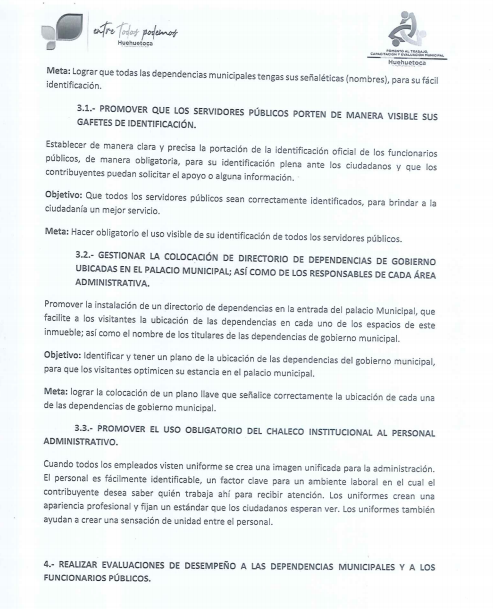 entre Todos podemos
Huehuetoca
FOMENTO AL TRABAJO,
CAPACITACIÓN Y EVALUACIÓN MUNICIPAL
Huehuetoca
Meta: Lograr que todas las dependencias municipales tengas sus señaléticas (nombres), para su fácil
identificación.
3.1.- PROMOVER QUE LOS SERVIDORES PÚBLICOS PORTEN DE MANERA VISIBLE SUS
GAFETES DE IDENTIFICACIÓN.
Establecer de manera clara y precisa la portación de la identificación oficial de los funcionarios
públicos, de manera obligatoria, para su identificación plena ante los ciudadanos y que los
contribuyentes puedan solicitar el apoyo o alguna información.
Objetivo: Que todos los servidores públicos sean correctamente identificados, para brindar a la
ciudadanía un mejor servicio.
Meta: Hacer obligatorio el uso visible de su identificación de todos los servidores públicos.
3.2.- GESTIONAR LA COLOCACIÓN DE DIRECTORIO DE DEPENDENCIAS DE GOBIERNO
UBICADAS EN EL PALACIO MUNICIPAL; ASÍ COMO DE LOS RESPONSABLES DE CADA ÁREA
ADMINISTRATIVA.
Promover la instalación de un directorio de dependencias en la entrada del palacio Municipal, que
facilite a los visitantes la ubicación de las dependencias en cada uno de los espacios de este
inmueble; así como el nombre de los titulares de las dependencias de gobierno municipal.
Objetivo: Identificar y tener un plano de la ubicación de las dependencias del gobierno municipal,
para que los visitantes optimicen su estancia en el palacio municipal.
Meta: lograr la colocación de un plano llave que señalice correctamente la ubicación de cada una
de las dependencias de gobierno municipal.
3.3.- PROMOVER EL USO OBLIGATORIO DEL CHALECO INSTITUCIONAL AL PERSONAL
ADMINISTRATIVO.
Cuando todos los empleados visten uniforme se crea una imagen unificada para la administración.
El personal es fácilmente identificable, un factor clave para un ambiente laboral en el cual el
contribuyente desea saber quién trabaja ahí para recibir atención. Los uniformes crean una
apariencia profesional y fijan un estándar que los ciudadanos esperan ver. Los uniformes también
ayudan a crear una sensación de unidad entre el personal.
4.- REALIZAR EVALUACIONES DE DESEMPEÑO A LAS DEPENDENCIAS MUNICIPALES Y A LOS
FUNCIONARIOS PÚBLICOS.